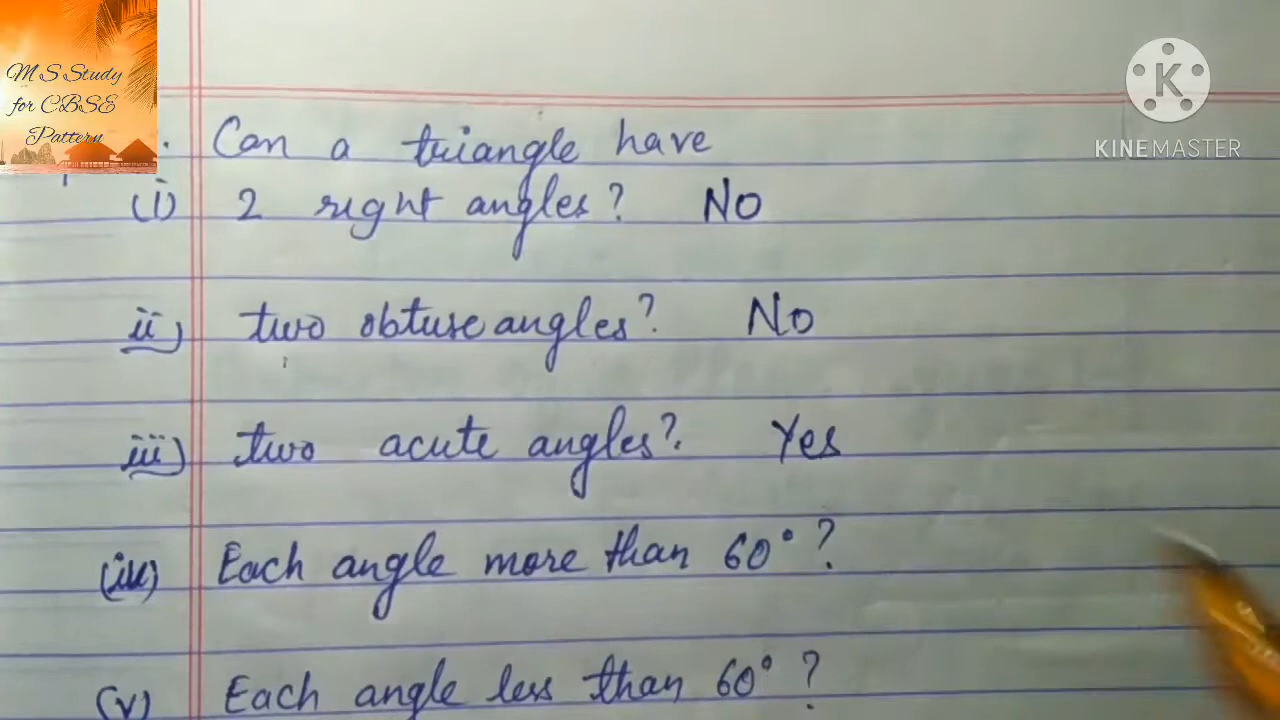 MS Study
for CBSE
Pattern
KINEMASTER
. Can a triangle have
(i) 2 right angles? No
ii) two obtuse angles? No
iii) two acute angles? Yes
(iv) Each angle more than 60°?
(v) Each angle less than 60°?